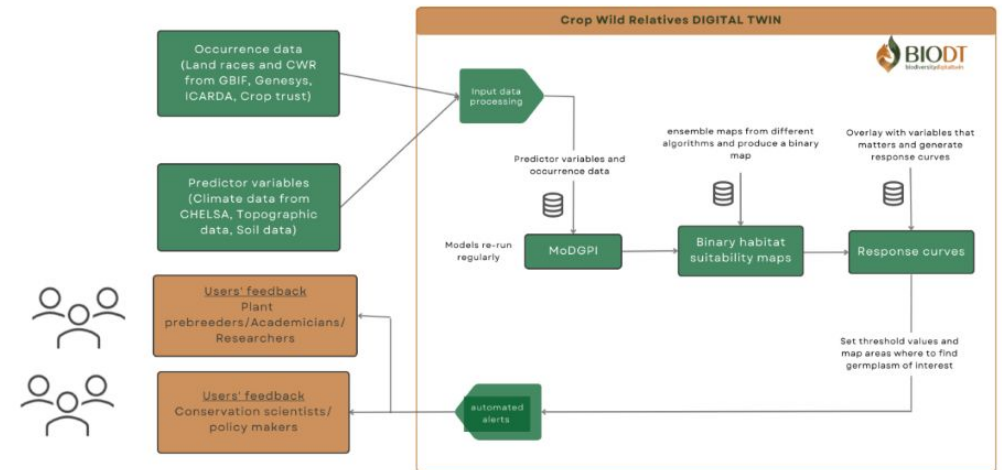 Crop Wild Relatives DIGITAL TWIN
BIODT
biodiversitydigitaltwin
Occurrence data
(Land races and CWR
from GBIF, Genesys,
ICARDA, Crop trust)
Input data
processing
Predictor variables
(Climate data from
CHELSA, Topographic
data, Soil data)
Predictor variables and
occurrence data
ensemble maps from different
algorithms and produce a binary
map
Overlay with variables that
matters and generate
response curves
Models re-run
regularly
MoDGPI
Binary habitat
suitability maps
Response curves
Users' feedback
Plant
prebreeders/Academicians/
Researchers
Set threshold values and
map areas where to find
germplasm of interest
Users' feedback
Conservation scientists/
policy makers
automated
alerts